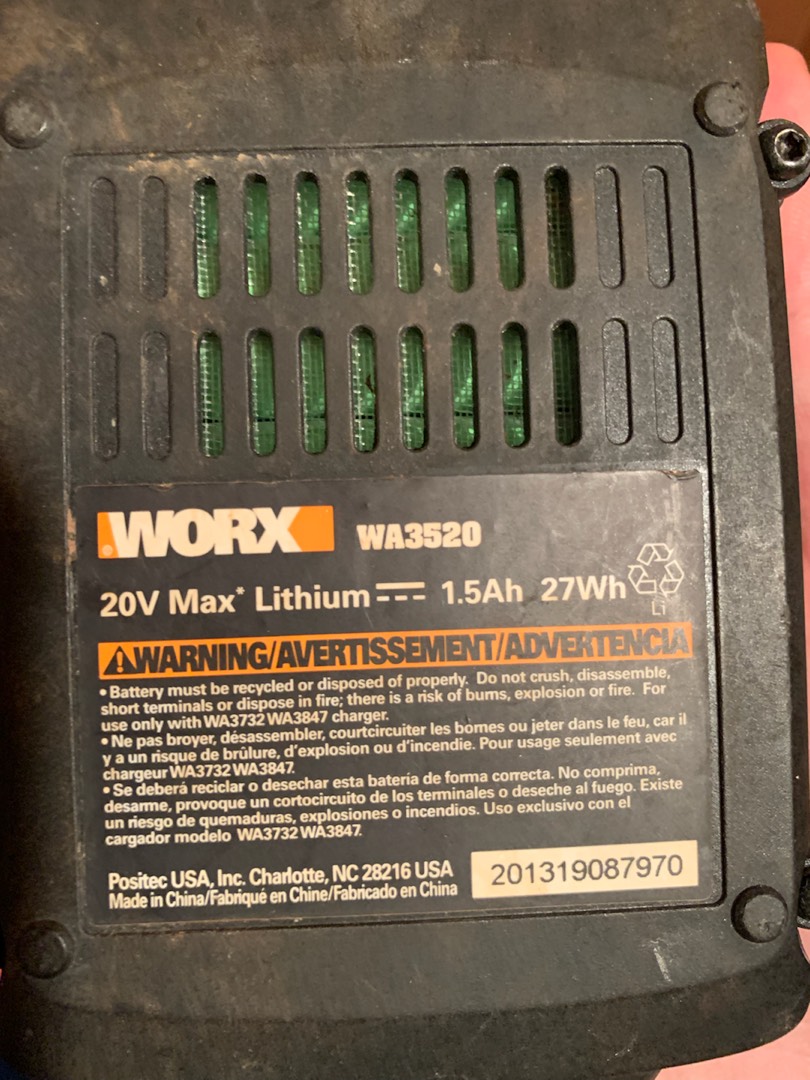 WORX WA3520
20V Max* Lithium 1.5Ah 27Wh
Li
WARNING/AVERTISSEMENT/ADVERTENCIA
• Battery must be recycled or disposed of properly. Do not crush, disassemble,
short terminals or dispose in fire; there is a risk of burns, explosion or fire. For
use only with WA3732 WA3847 charger.
• Ne pas broyer, désassembler, courtcircuiter les bornes ou jeter dans le feu, car il
y a un risque de brûlure, d'explosion ou d'incendie. Pour usage seulement avec
chargeur WA3732 WA3847.
• Se deberá reciclar o desechar esta batería de forma correcta. No comprima,
desarme, provoque un cortocircuito de los terminales o deseche al fuego. Existe
un riesgo de quemaduras, explosiones o incendios. Uso exclusivo con el
cargador modelo WA3732 WA3847.
Positec USA, Inc. Charlotte, NC 28216 USA
Made in China/Fabriqué en Chine/Fabricado en China
201319087970